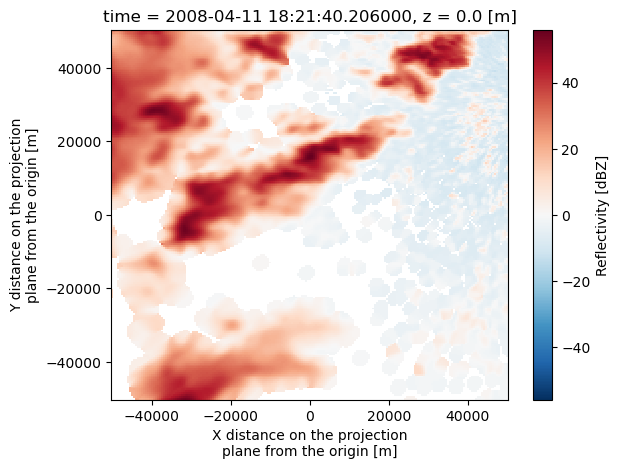 time = 2008-04-11 18:21:40.206000, z = 0.0 [m]
40000
20000
0
−20000
−40000
Y distance on the projection
plane from the origin [m]
−40000
−20000
0
20000
40000
X distance on the projection
plane from the origin [m]
40
20
0
−20
−40
Reflectivity [dBZ]